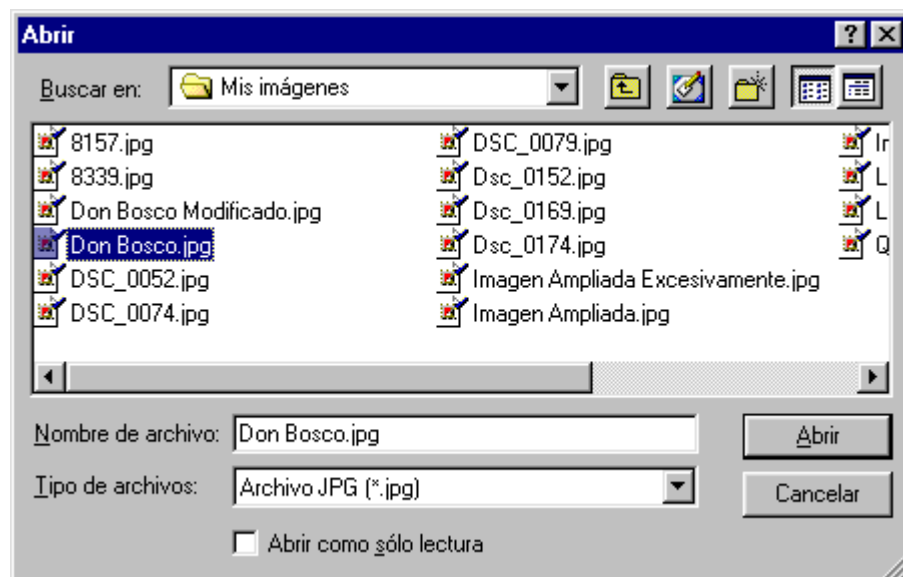 Abrir
Buscar en: Mis imágenes
8157.jpg
8339.jpg
Don Bosco Modificado.jpg
Don Bosco.jpg
DSC_0052.jpg
DSC_0074.jpg
DSC_0079.jpg
Dsc_0152.jpg
Dsc_0169.jpg
Dsc_0174.jpg
Imagen Ampliada Excesivamente.jpg
Imagen Ampliada.jpg
L
L
Q
Nombre de archivo: Don Bosco.jpg
Abrir
Tipo de archivos: Archivo JPG (*.jpg)
Cancelar
Abrir como sólo lectura